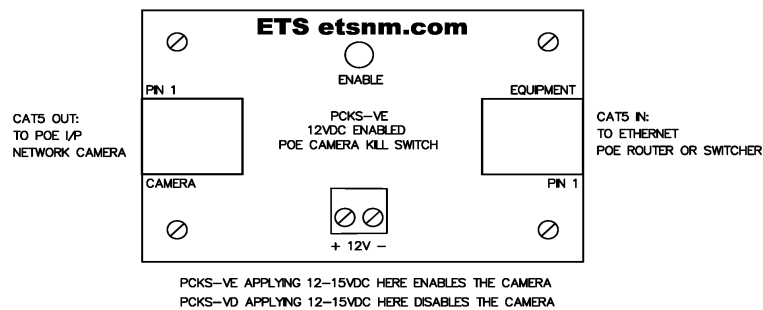 ETS etsnm.com
ENABLE
PIN 1
EQUIPMENT
CAT5 OUT:
TO POE I/P
NETWORK CAMERA
PCKS-VE
12VDC ENABLED
POE CAMERA KILL SWITCH
CAT5 IN:
TO ETHERNET
POE ROUTER OR SWITCHER
CAMERA
PIN 1
+ 12V -
PCKS-VE APPLYING 12-15VDC HERE ENABLES THE CAMERA
PCKS-VD APPLYING 12-15VDC HERE DISABLES THE CAMERA